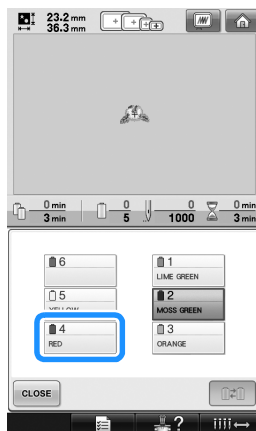 23.2 mm
36.3 mm
0 min
3 min
0
5
0
1000
0 min
3 min
6
1
LIME GREEN
5
YELLOW
2
MOSS GREEN
4
RED
3
ORANGE
CLOSE
?